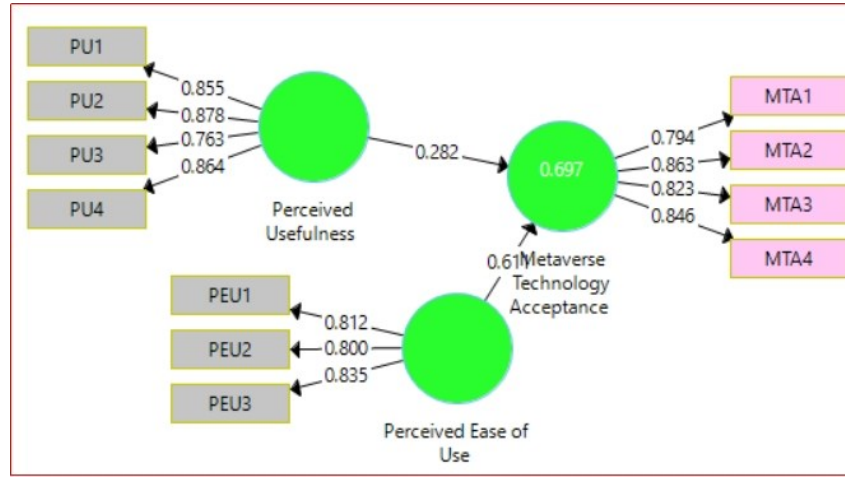 PU1
PU2
PU3
PU4
0.855
0.878
0.763
0.864
Perceived
Usefulness
0.282
0.697
Metaverse
Technology
Acceptance
0.794
0.863
0.823
0.846
MTA1
MTA2
MTA3
MTA4
PEU1
PEU2
PEU3
0.812
0.800
0.835
Perceived Ease of
Use